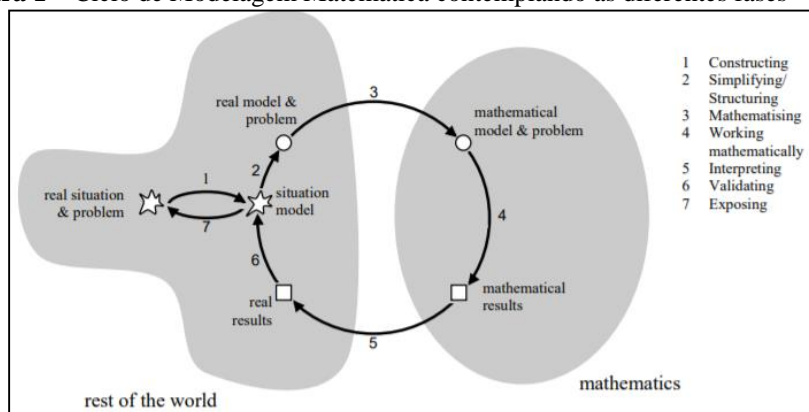 Ciclo de Modelagem Matemática contemplando as diferentes fases
3
real model &
problem
mathematical
model & problem
2
1
real situation
& problem
situation
model
7
4
6
real
results
mathematical
results
5
rest of the world
mathematics
1 Constructing
2 Simplifying/
Structuring
3 Mathematising
4 Working
mathematically
5 Interpreting
6 Validating
7 Exposing